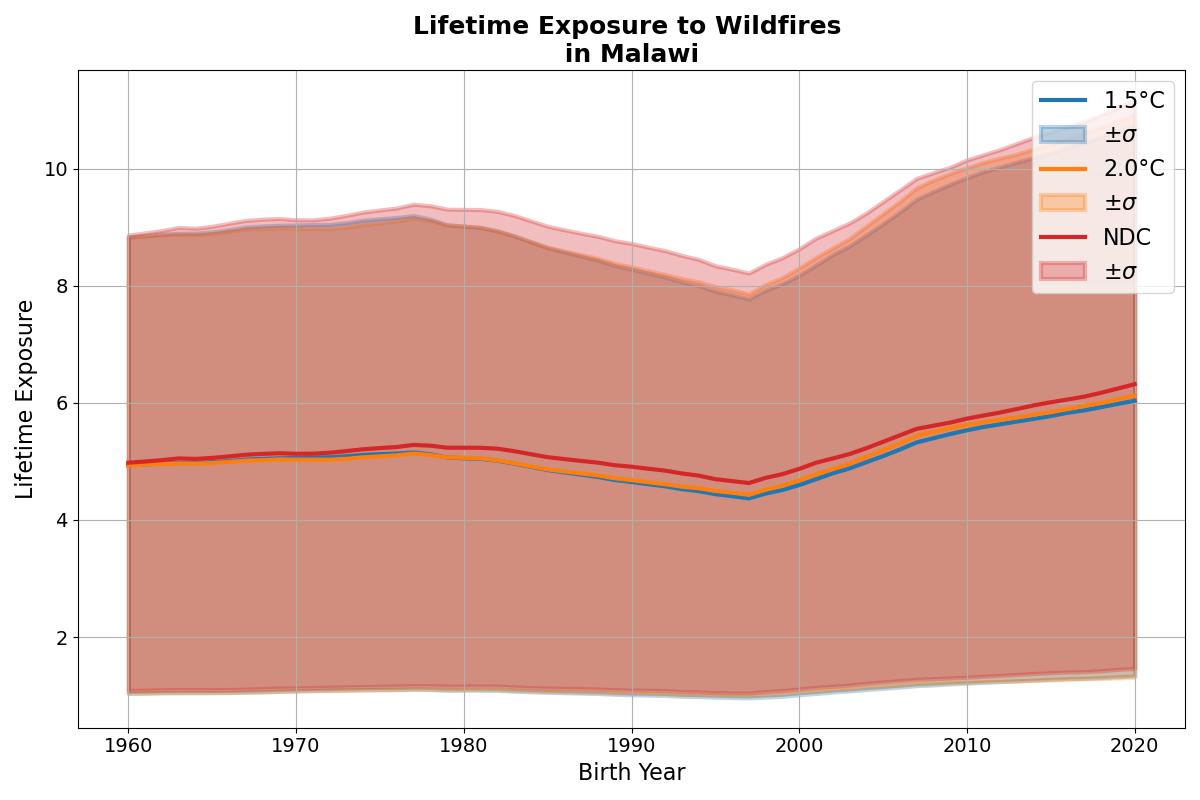 Lifetime Exposure to Wildfires
in Malawi
1.5°C
±σ
2.0°C
±σ
NDC
±σ
Lifetime Exposure
10
8
6
4
2
1960 1970 1980 1990 2000 2010 2020
Birth Year